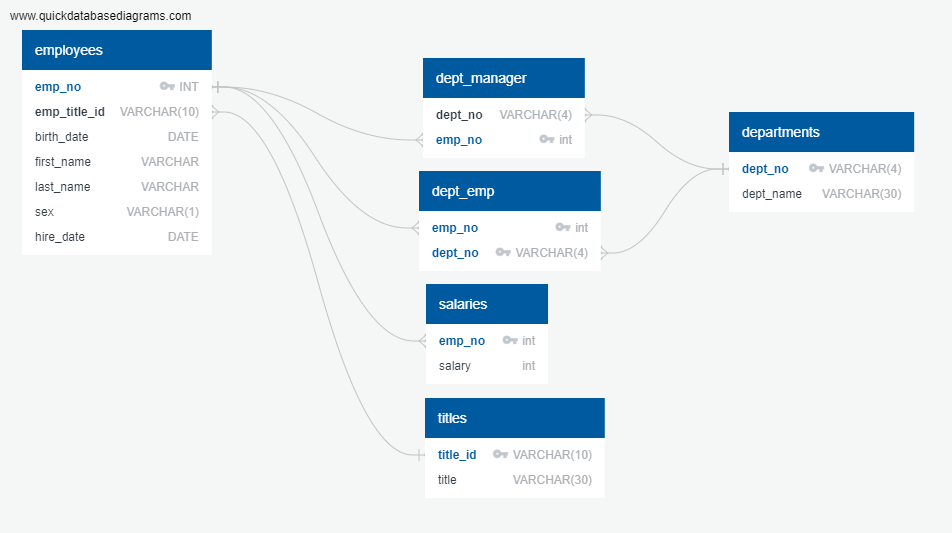 www.quickdatabasediagrams.com
employees
emp_no INT
emp_title_id VARCHAR(10)
birth_date DATE
first_name VARCHAR
last_name VARCHAR
sex VARCHAR(1)
hire_date DATE
dept_manager
dept_no VARCHAR(4)
emp_no int
dept_emp
emp_no int
dept_no VARCHAR(4)
salaries
emp_no int
salary int
titles
title_id VARCHAR(10)
title VARCHAR(30)
departments
dept_no VARCHAR(4)
dept_name VARCHAR(30)